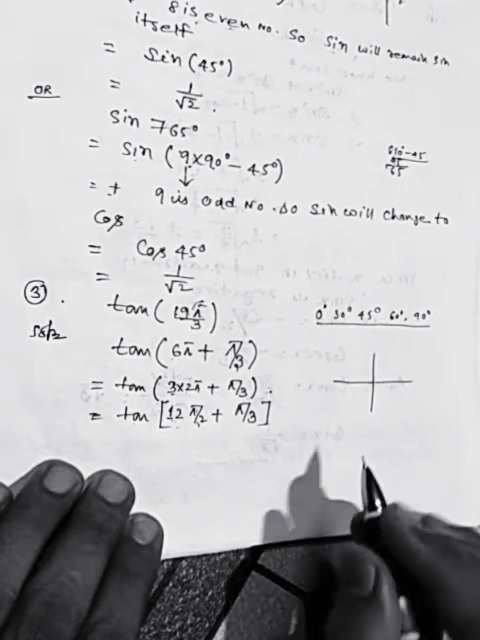 8 is even no. So Sin will remain sin
itself.
= Sin (45°)
= 1/√2.
OR
Sin 765°
= Sin (9×90° - 45°)
810-45
= + 9 is odd no. So Sin will change to
Cos
= Cos 45°
= 1/√2
③.
tan (19π/3)
0° 30° 45° 60°. 90°
tan (6π + π/3)
= tan (3×2π + π/3).
= tan [12 π/2 + π/3]